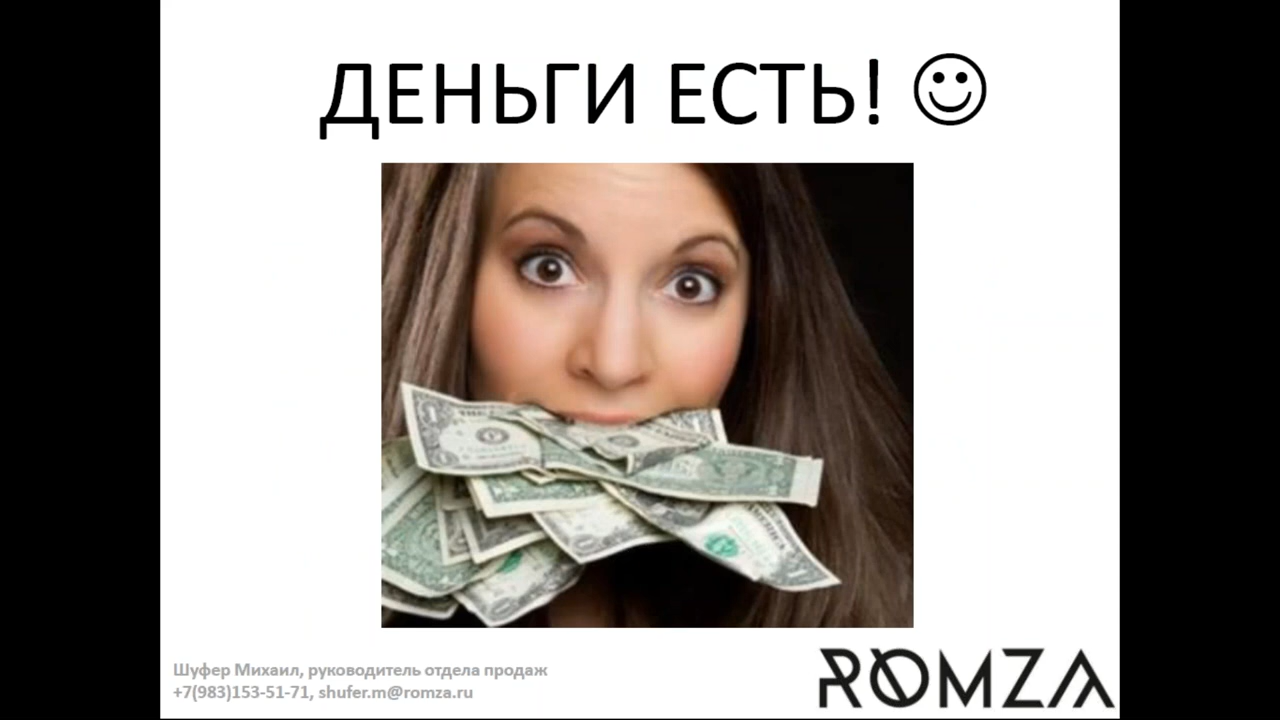 ДЕНЬГИ ЕСТЬ! ☺
Шуфер Михаил, руководитель отдела продаж
+7(983)153-51-71, shufer.m@romza.ru
ROMZA